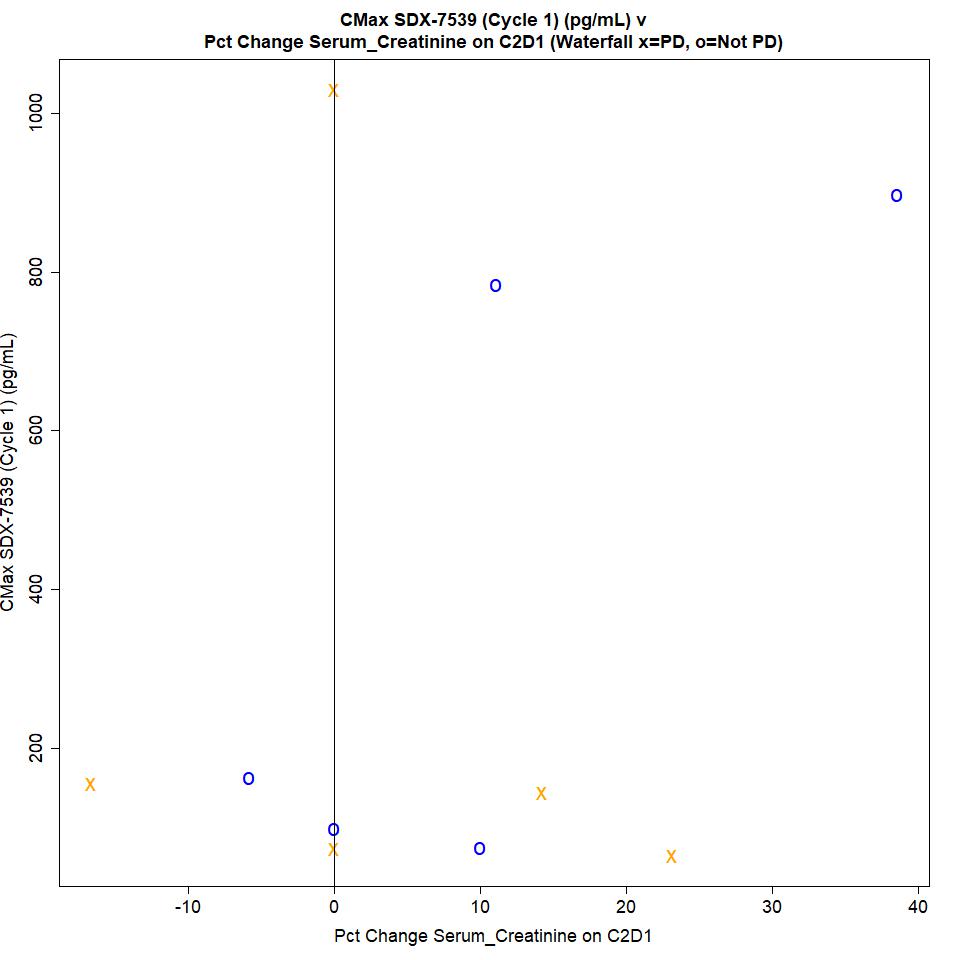 CMax SDX-7539 (Cycle 1) (pg/mL) v
Pct Change Serum_Creatinine on C2D1 (Waterfall x=PD, o=Not PD)
CMax SDX-7539 (Cycle 1) (pg/mL)
1000
800
600
400
200
X
O
O
X
O
X
O
X
O
X
-10
0
10
20
30
40
Pct Change Serum_Creatinine on C2D1